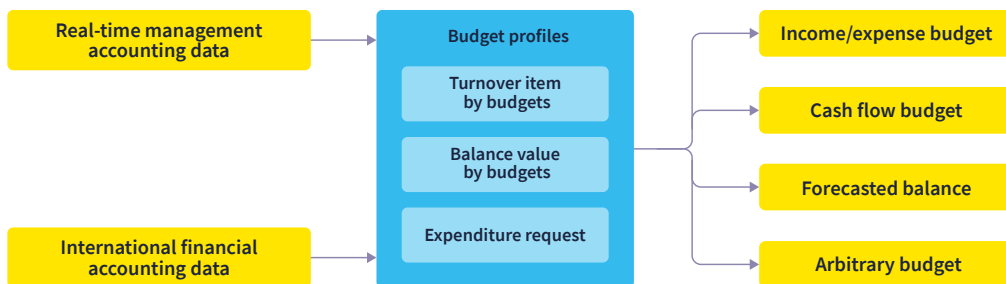 Real-time management
accounting data
International financial
accounting data
Budget profiles
Turnover item
by budgets
Balance value
by budgets
Expenditure request
Income/expense budget
Cash flow budget
Forecasted balance
Arbitrary budget